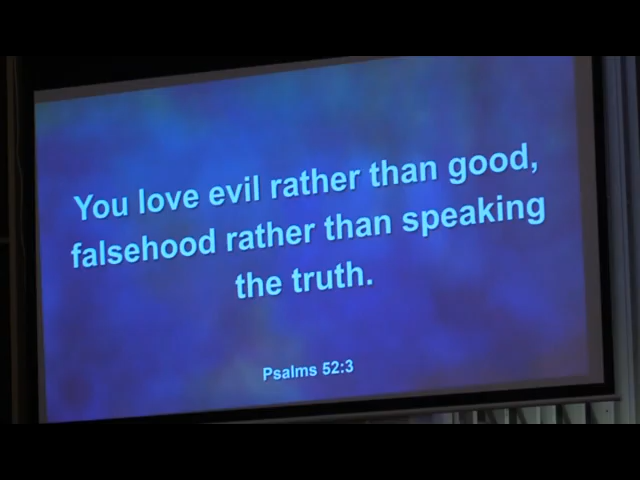 You love evil rather than good,
falsehood rather than speaking
the truth.
Psalms 52:3